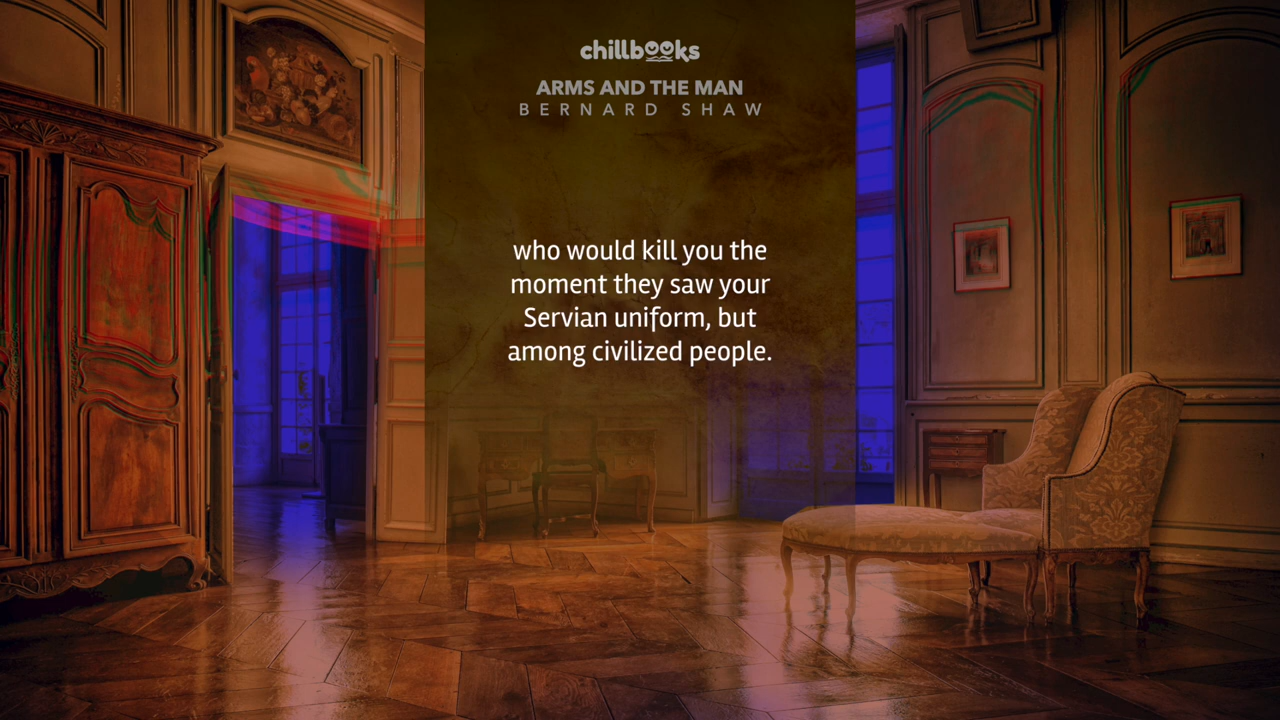 chillbooks
ARMS AND THE MAN
BERNARD SHAW
who would kill you the
moment they saw your
Servian uniform, but
among civilized people.